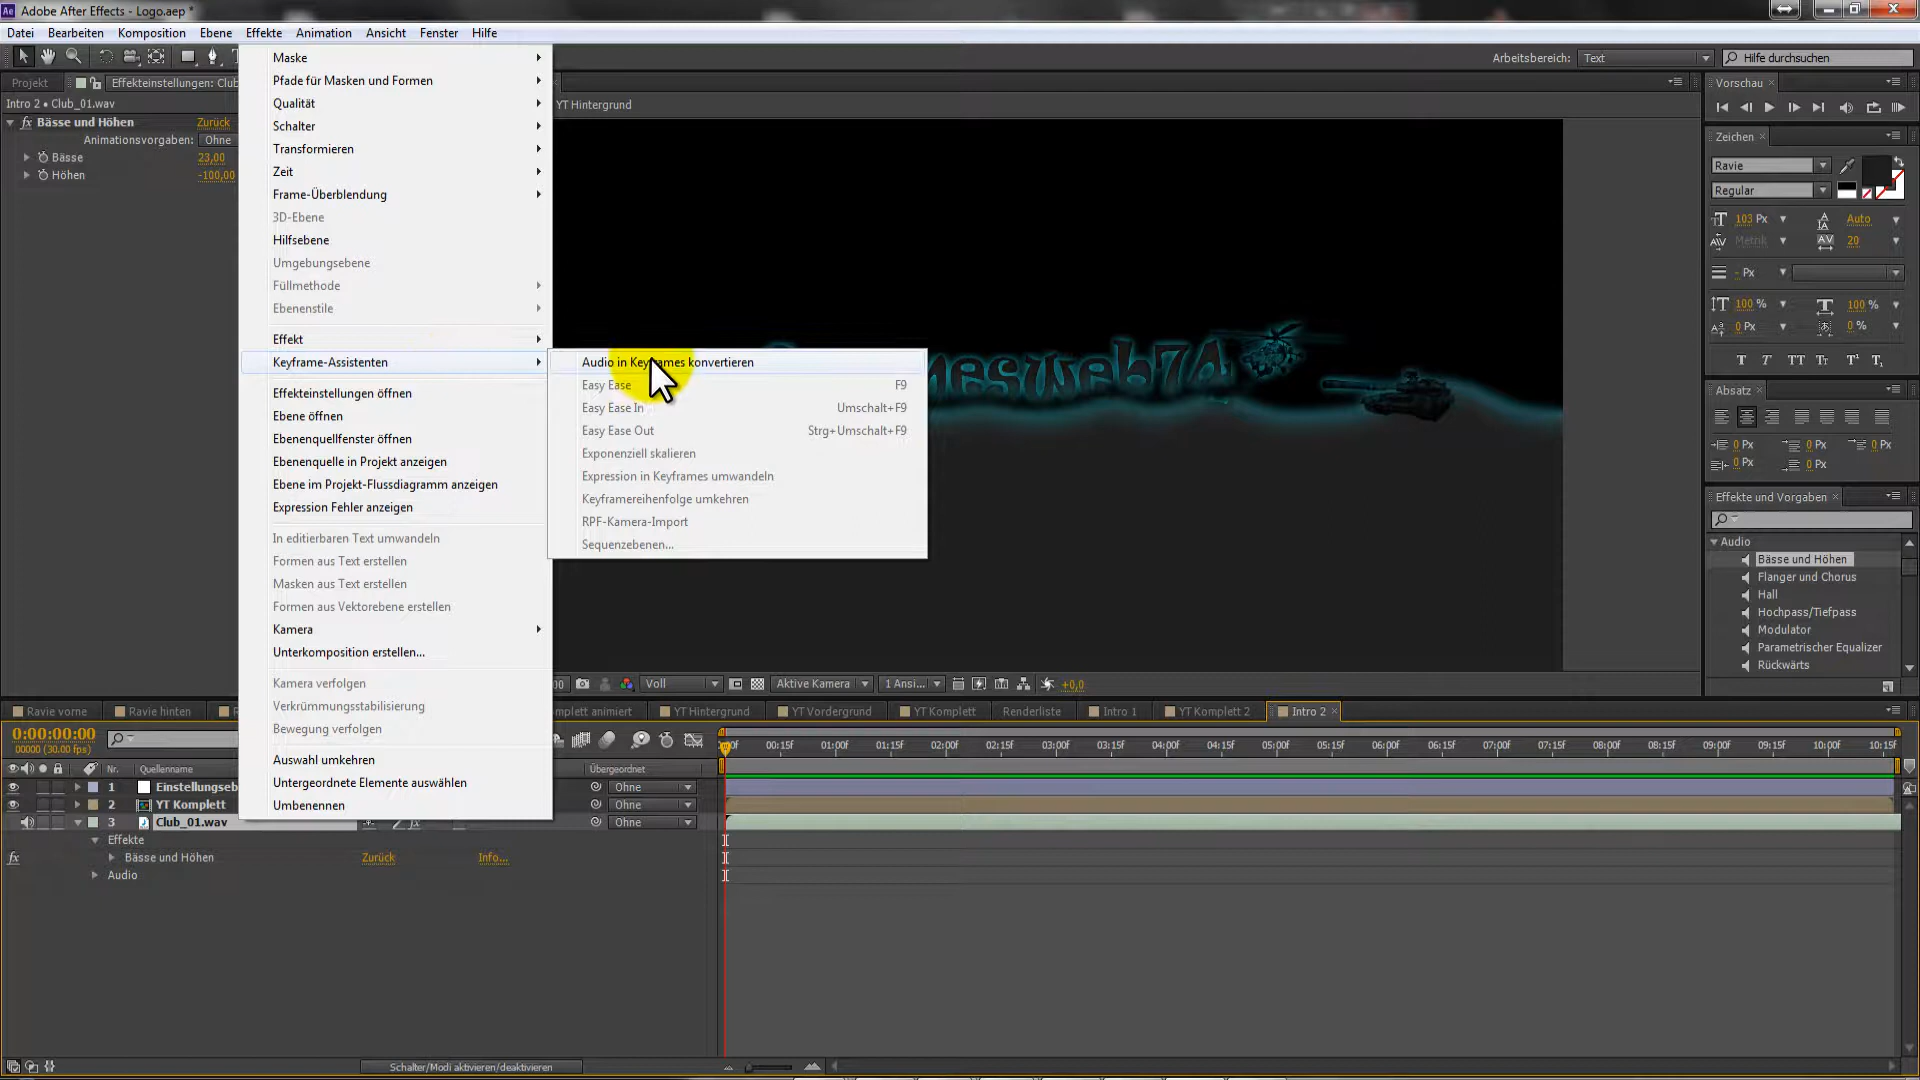 Adobe After Effects - Logo.aep *
Datei Bearbeiten Komposition Ebene Effekte Animation Ansicht Fenster Hilfe
Arbeitsbereich: Text Hilfe durchsuchen
Projekt Effekteinstellungen: Club
YT Hintergrund
Intro 2 • Club_01.wav
Bässe und Höhen Zurück
Animationsvorgaben: Ohne
Bässe 23,00
Höhen -100,00
Maske
Pfade für Masken und Formen
Qualität
Schalter
Transformieren
Zeit
Frame-Überblendung
3D-Ebene
Hilfsebene
Umgebungsebene
Füllmethode
Ebenenstile
Effekt
Keyframe-Assistenten
Effekteinstellungen öffnen
Ebene öffnen
Ebenenquellfenster öffnen
Ebenenquelle in Projekt anzeigen
Ebene im Projekt-Flussdiagramm anzeigen
Expression Fehler anzeigen
In editierbaren Text umwandeln
Formen aus Text erstellen
Masken aus Text erstellen
Formen aus Vektorebene erstellen
Kamera
Unterkomposition erstellen...
Kamera verfolgen
Verkrümmungsstabilisierung
Bewegung verfolgen
Auswahl umkehren
Untergeordnete Elemente auswählen
Umbenennen
Audio in Keyframes konvertieren
Easy Ease F9
Easy Ease In Umschalt+F9
Easy Ease Out Strg+Umschalt+F9
Exponenziell skalieren
Expression in Keyframes umwandeln
Keyframereihenfolge umkehren
RPF-Kamera-Import
Sequenzebenen...
mesweb74
Vorschau
Zeichen
Ravie
Regular
103 Px Auto
Metrik 20
- Px
100 % 100 %
0 Px 0 %
T T TT TT T¹ T₁
Absatz
0 Px 0 Px 0 Px
0 Px 0 Px
Effekte und Vorgaben
Audio
Bässe und Höhen
Flanger und Chorus
Hall
Hochpass/Tiefpass
Modulator
Parametrischer Equalizer
Rückwärts
00 Voll Aktive Kamera 1 Ansi... +0,0
Ravie vorne Ravie hinten R mplett animiert YT Hintergrund YT Vordergrund YT Komplett Renderliste Intro 1 YT Komplett 2 Intro 2
0:00:00:00
00000 (30.00 fps)
00f 00:15f 01:00f 01:15f 02:00f 02:15f 03:00f 03:15f 04:00f 04:15f 05:00f 05:15f 06:00f 06:15f 07:00f 07:15f 08:00f 08:15f 09:00f 09:15f 10:00f 10:15f
Nr. Quellenname Übergeordnet
1 Einstellungseb Ohne
2 YT Komplett Ohne
3 Club_01.wav Ohne
Effekte
fx Bässe und Höhen Zurück Info...
Audio
Schalter/Modi aktivieren/deaktivieren